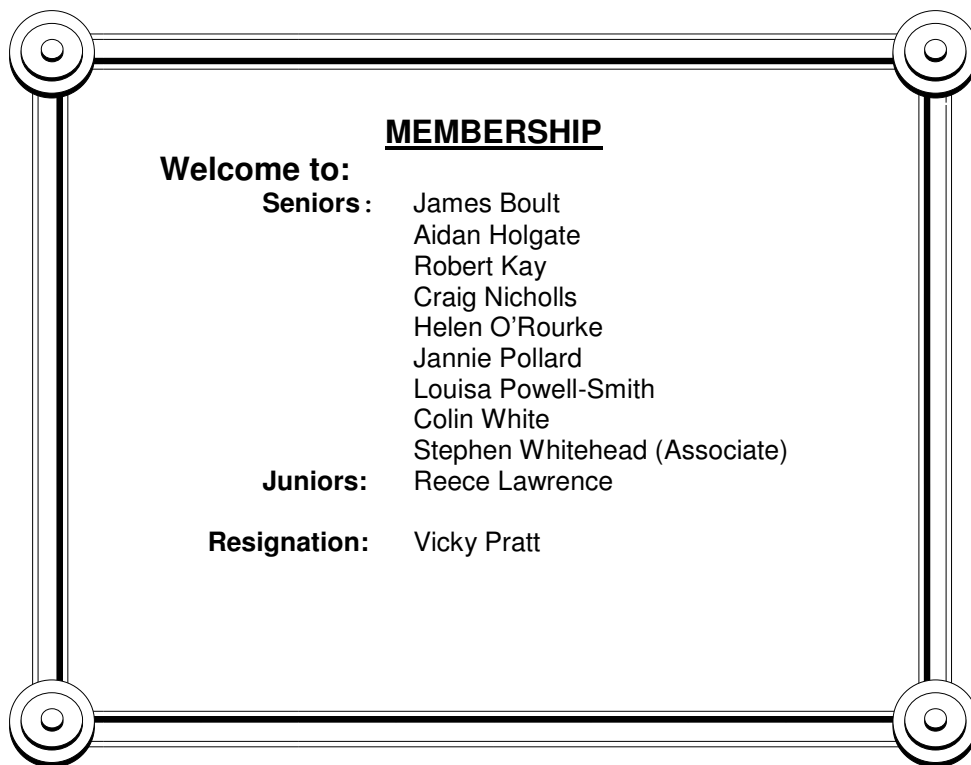 MEMBERSHIP
Welcome to:
Seniors: James Boult
Aidan Holgate
Robert Kay
Craig Nicholls
Helen O’Rourke
Jannie Pollard
Louisa Powell-Smith
Colin White
Stephen Whitehead (Associate)
Juniors: Reece Lawrence
Resignation: Vicky Pratt